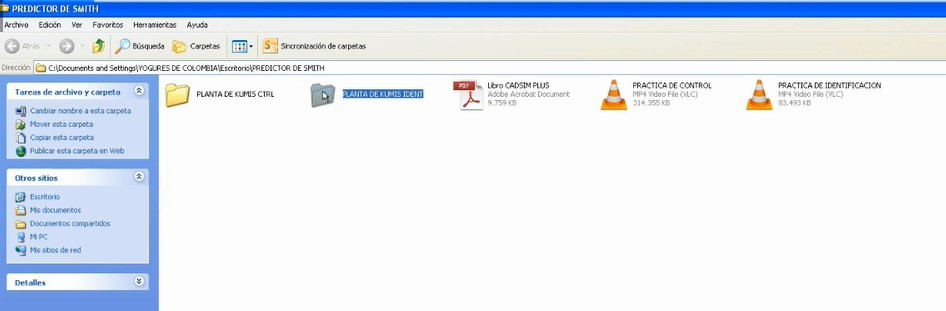 PREDICTOR DE SMITH
Archivo Edición Ver Favoritos Herramientas Ayuda
Atrás Búsqueda Carpetas Sincronización de carpetas
Dirección C:\Documents and Settings\YOGURES DE COLOMBIA\Escritorio\PREDICTOR DE SMITH
Tareas de archivo y carpeta
Cambiar nombre a esta carpeta
Mover esta carpeta
Copiar esta carpeta
Publicar esta carpeta en Web
Otros sitios
Escritorio
Mis documentos
Documentos compartidos
Mi PC
Mis sitios de red
Detalles
PLANTA DE KUMIS CTRL
PLANTA DE KUMIS IDENT
PDF
Libro CADSIM PLUS
Adobe Acrobat Document
9.759 KB
PRACTICA DE CONTROL
MP4 Video File (VLC)
314.355 KB
PRACTICA DE IDENTIFICACION
MP4 Video File (VLC)
83.493 KB